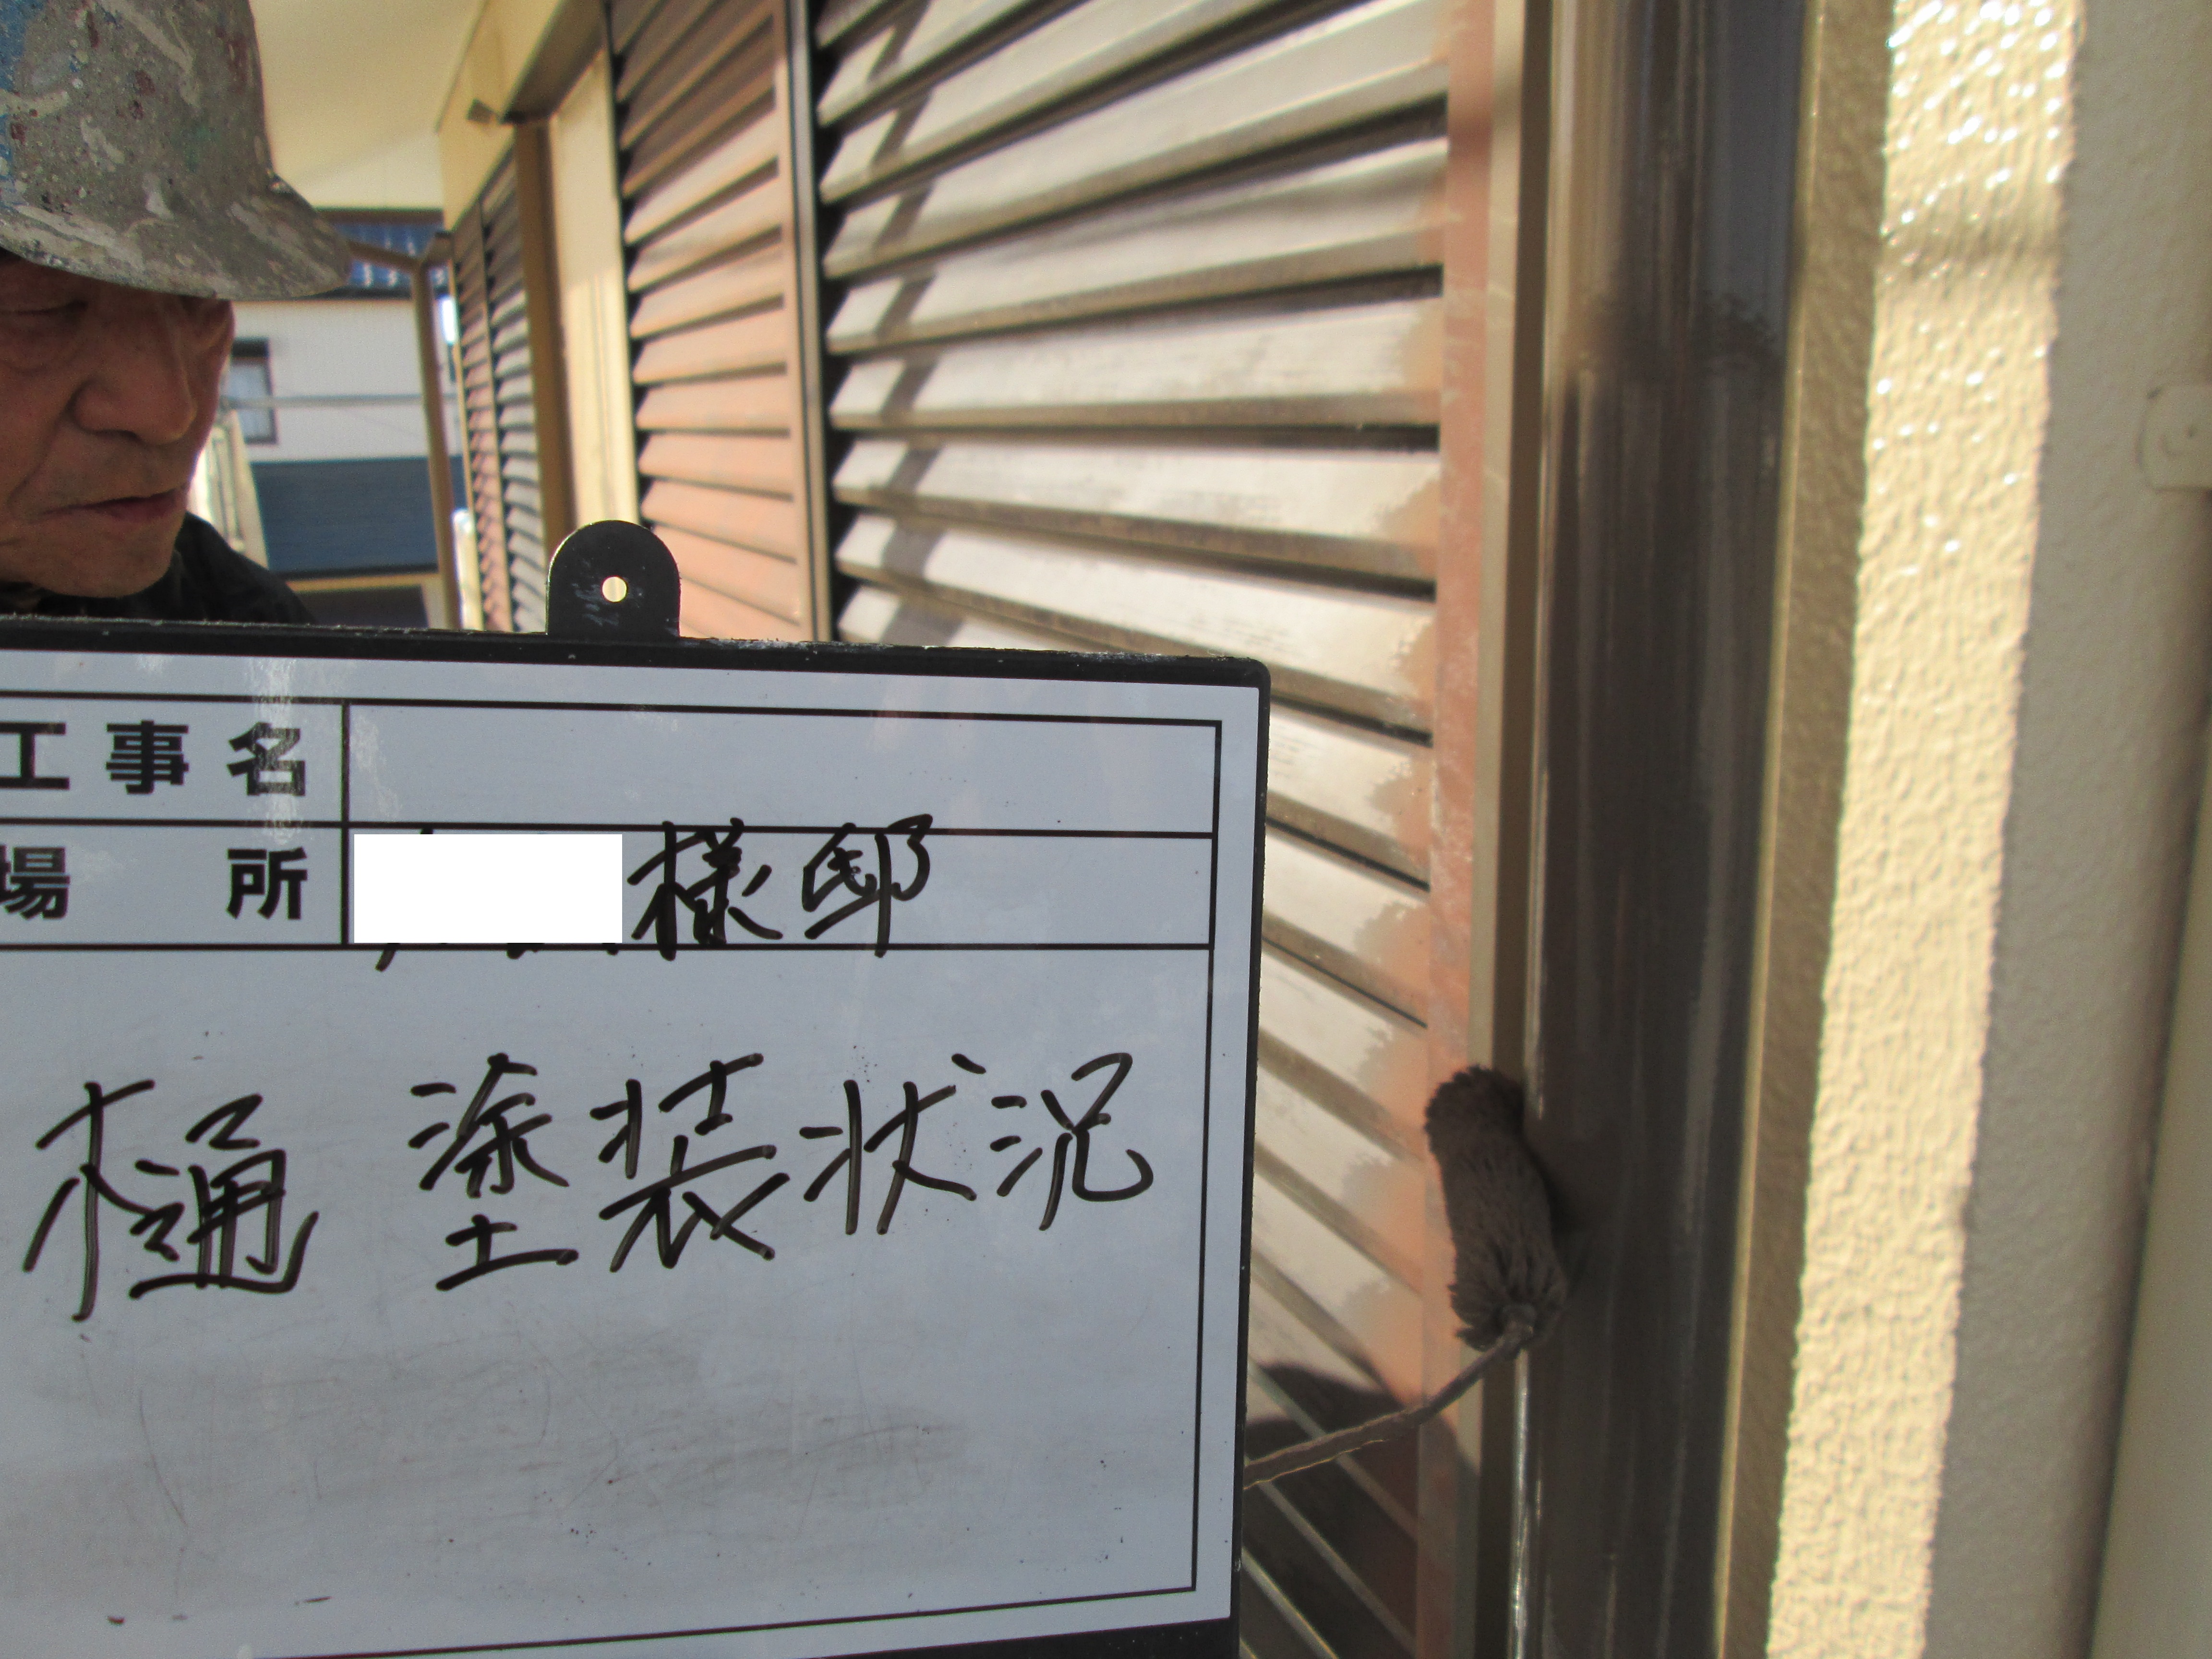 工事名
場所 様邸
樋 塗装状況